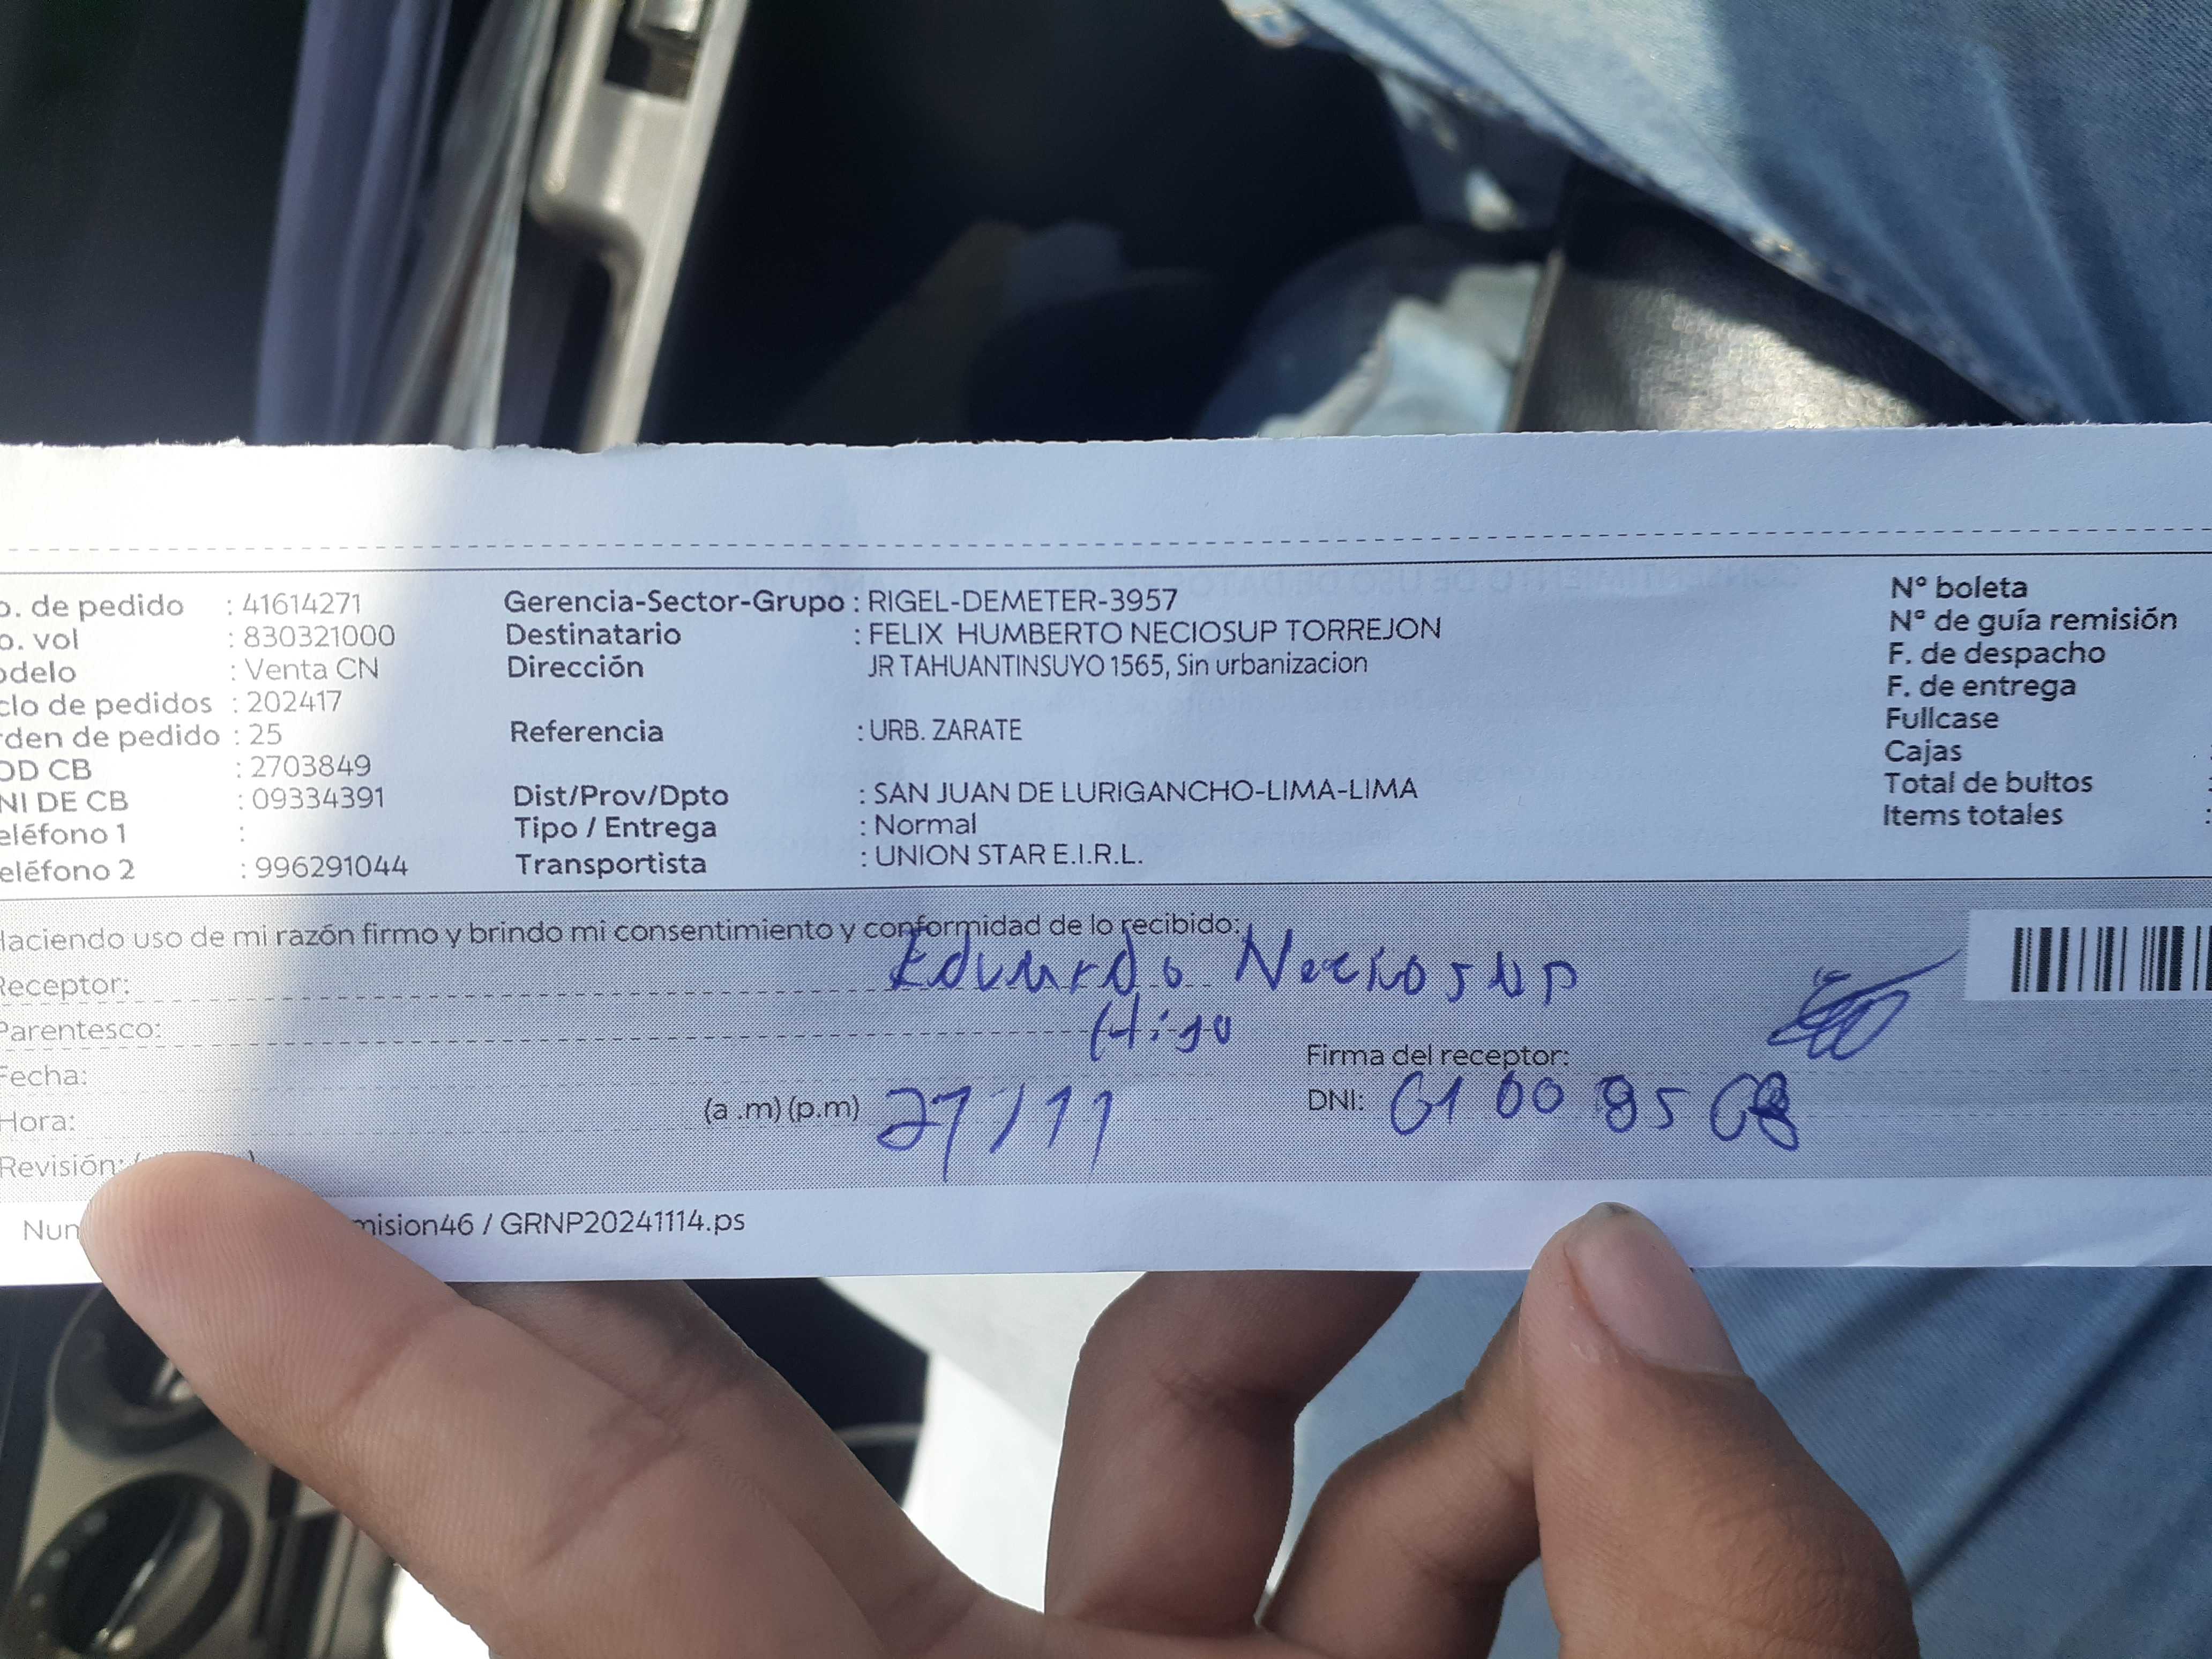 o. de pedido : 41614271
o. vol : 830321000
odelo : Venta CN
clo de pedidos : 202417
rden de pedido : 25
OD CB : 2703849
NI DE CB : 09334391
eléfono 1 :
eléfono 2 : 996291044
Gerencia-Sector-Grupo : RIGEL-DEMETER-3957
Destinatario : FELIX HUMBERTO NECIOSUP TORREJON
Dirección JR TAHUANTINSUYO 1565, Sin urbanizacion
Referencia : URB. ZARATE
Dist/Prov/Dpto : SAN JUAN DE LURIGANCHO-LIMA-LIMA
Tipo / Entrega : Normal
Transportista : UNION STAR E.I.R.L.
N° boleta
N° de guía remisión
F. de despacho
F. de entrega
Fullcase
Cajas
Total de bultos :
Items totales :
Haciendo uso de mi razón firmo y brindo mi consentimiento y conformidad de lo recibido:
Receptor: Eduardo Neciosup
Parentesco: Hijo
Fecha:
Hora: (a .m) (p.m) 27/11
Firma del receptor:
DNI:
Revisión:
Num
mision46 / GRNP20241114.ps